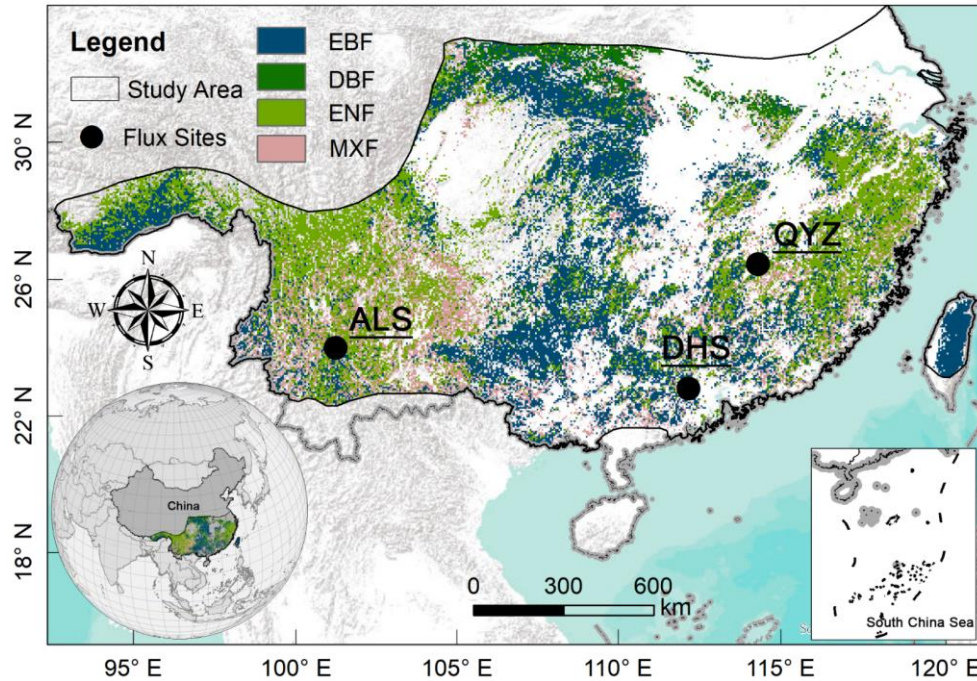 Legend
Study Area
Flux Sites
EBF
DBF
ENF
MXF
30° N
26° N
22° N
18° N
N
W E
S
QYZ
ALS
DHS
China
0 300 600
km
South China Sea
95° E 100° E 105° E 110° E 115° E 120° E